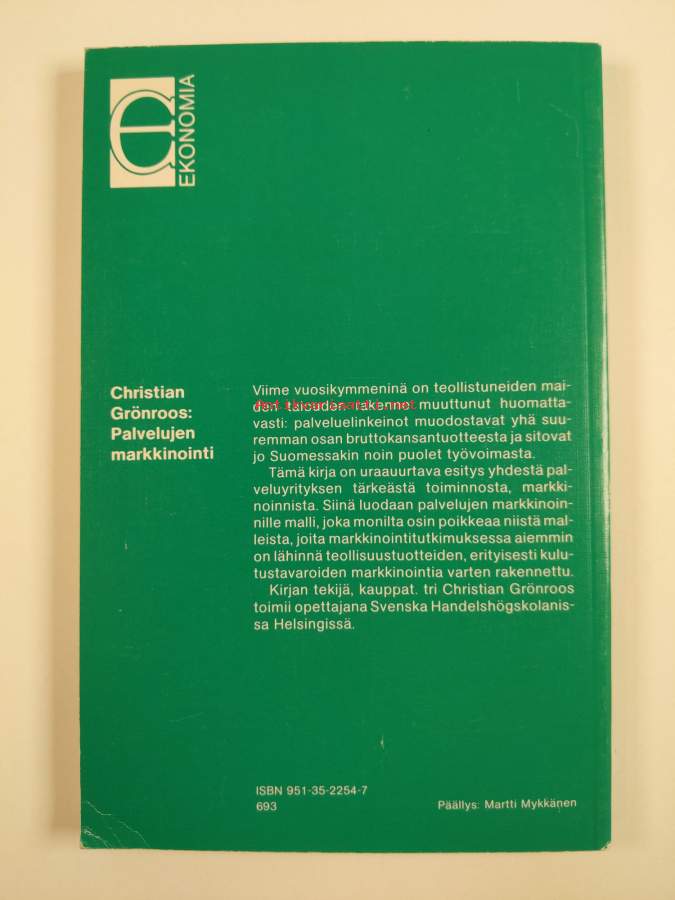 EKONOMIA
Christian
Grönroos:
Palvelujen
markkinointi
Viime vuosikymmeninä on teollistuneiden mai-
den talouden rakenne muuttunut huomatta-
vasti: palveluelinkeinot muodostavat yhä suu-
remman osan bruttokansantuotteesta ja sitovat
jo Suomessakin noin puolet työvoimasta.
Tämä kirja on uraauurtava esitys yhdestä pal-
veluyrityksen tärkeästä toiminnosta, markki-
noinnista. Siinä luodaan palvelujen markkinoin-
nille malli, joka monilta osin poikkeaa niistä mal-
leista, joita markkinointitutkimuksessa aiemmin
on lähinnä teollisuustuotteiden, erityisesti kulu-
tustavaroiden markkinointia varten rakennettu.
Kirjan tekijä, kauppat. tri Christian Grönroos
toimii opettajana Svenska Handelshögskolanis-
sa Helsingissä.
ISBN 951-35-2254-7
693
Päällys: Martti Mykkänen